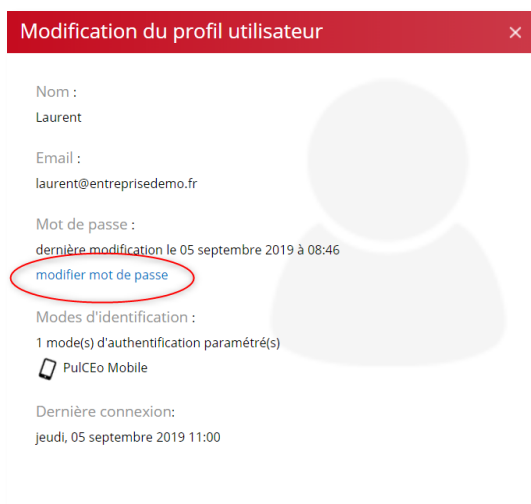 Modification du profil utilisateur ×
Nom :
Laurent
Email :
laurent@entreprisedemo.fr
Mot de passe :
dernière modification le 05 septembre 2019 à 08:46
modifier mot de passe
Modes d'identification :
1 mode(s) d'authentification paramétré(s)
PulCEo Mobile
Dernière connexion:
jeudi, 05 septembre 2019 11:00